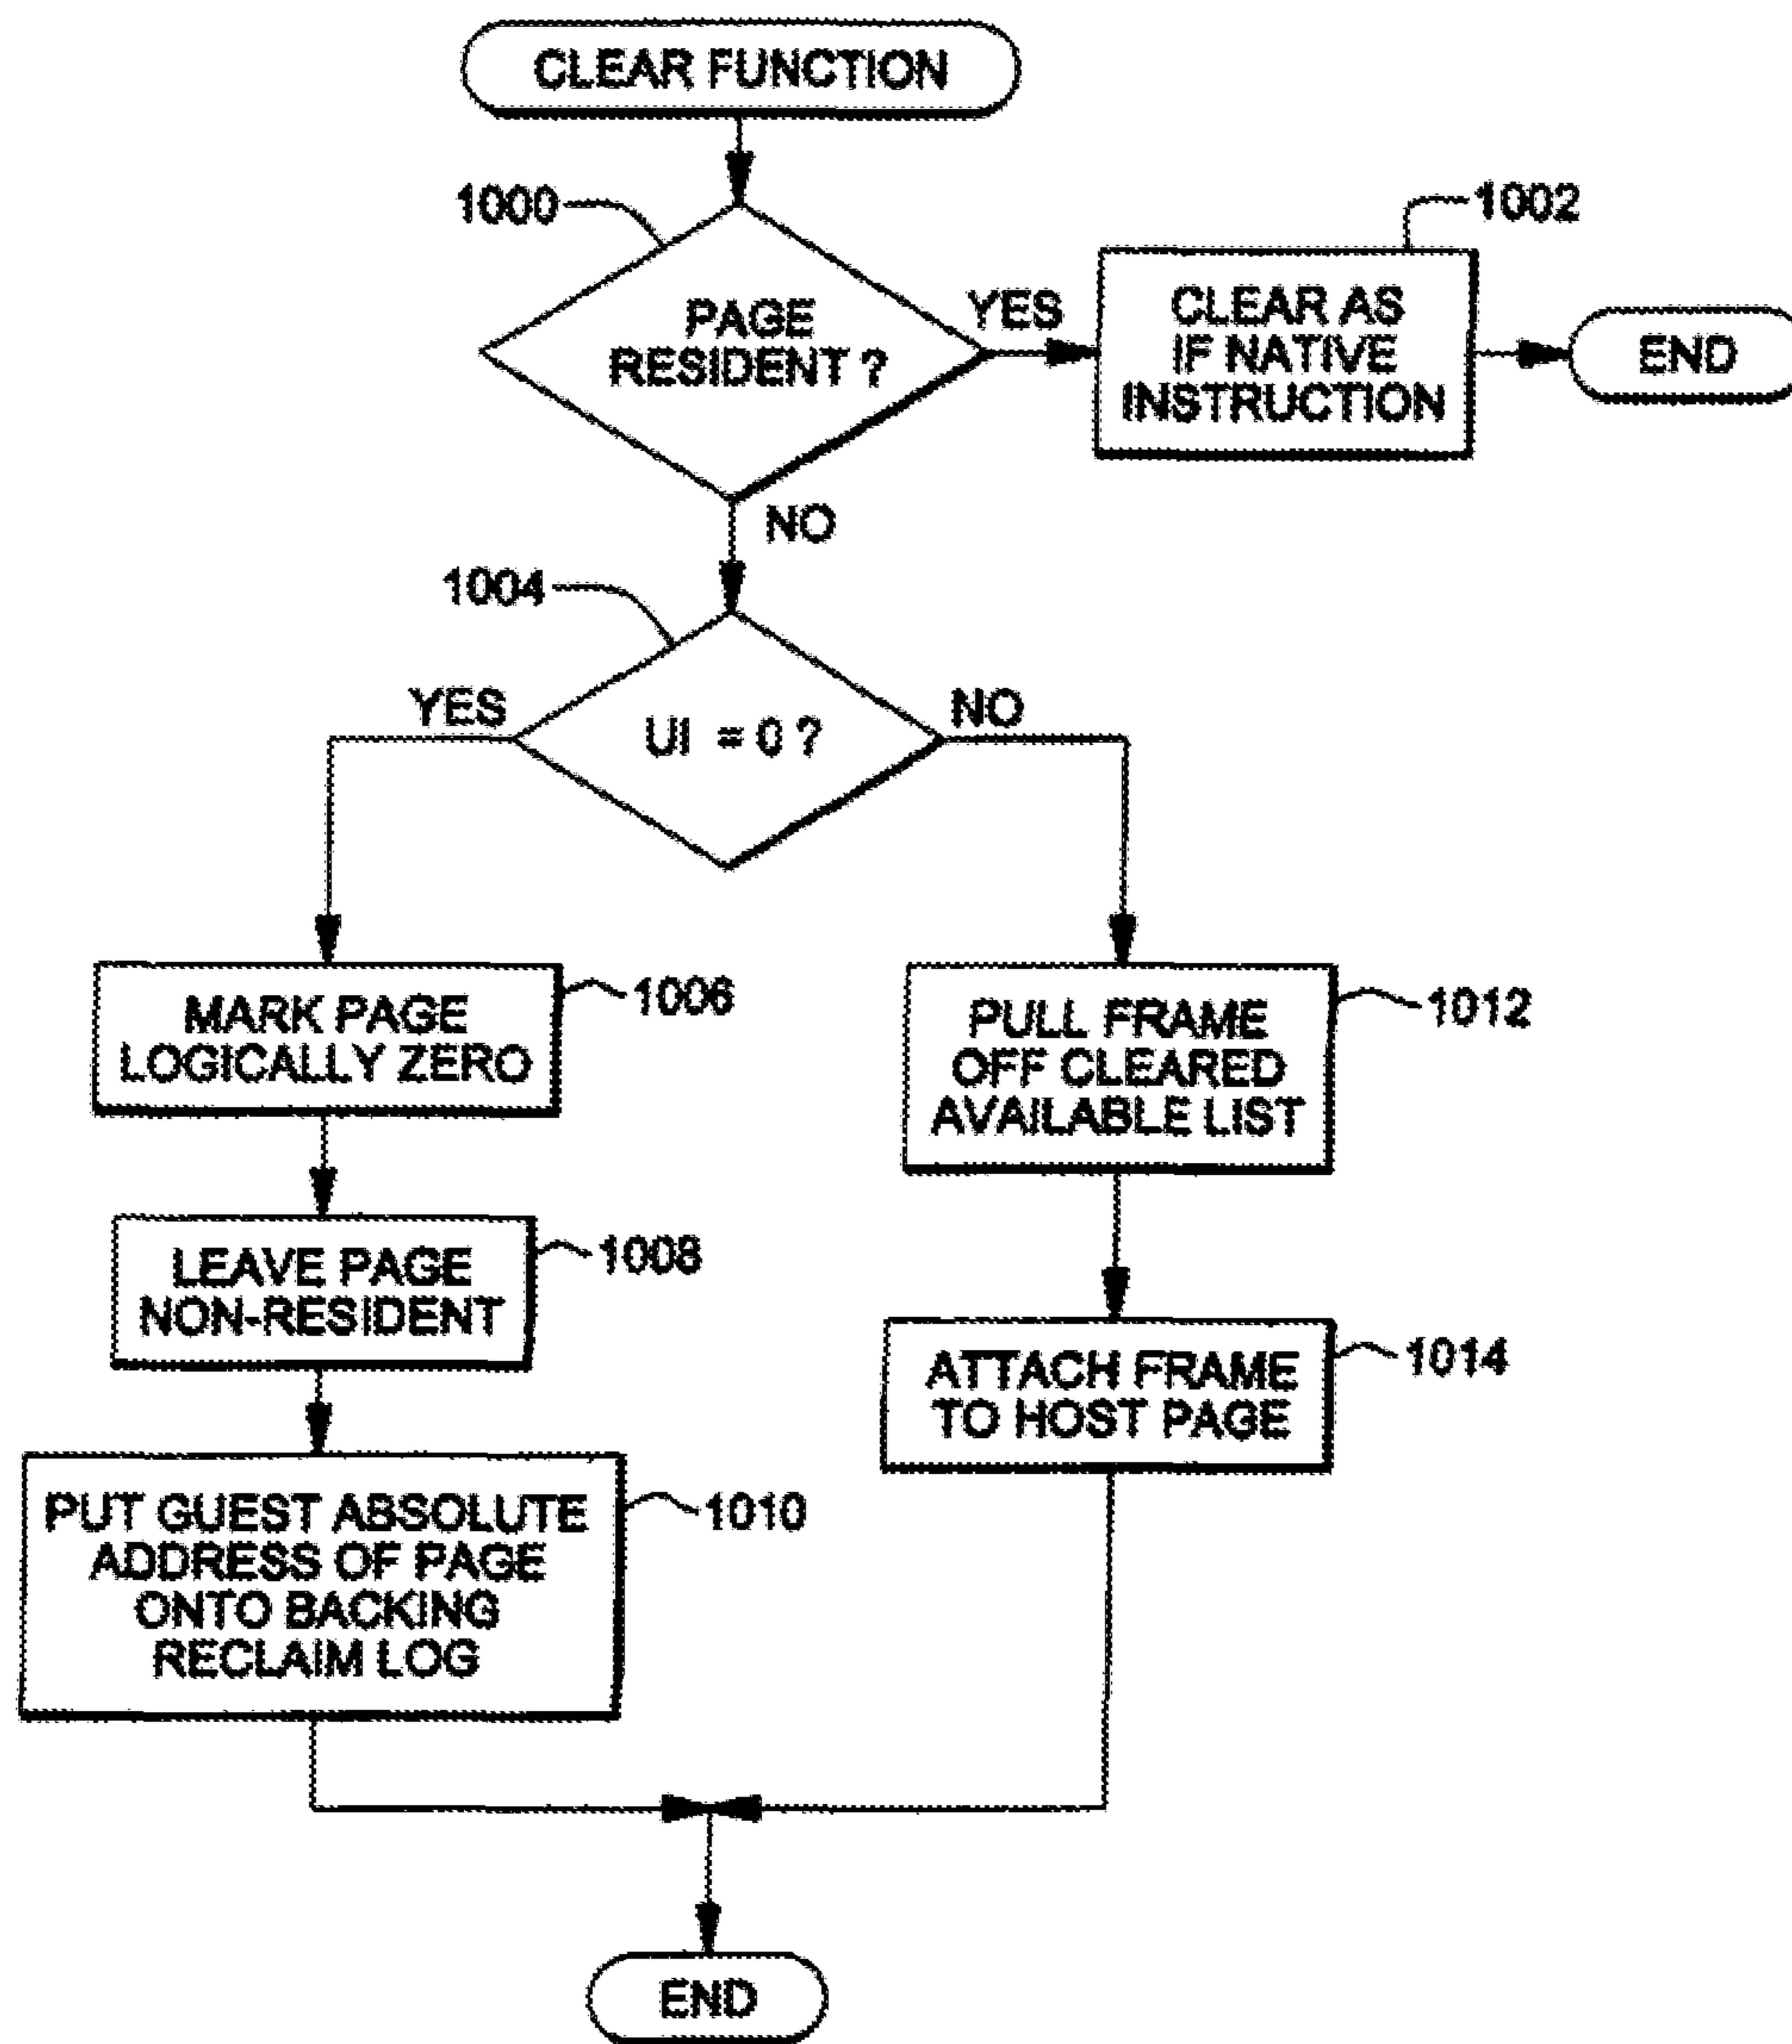 CLEAR FUNCTION
1000
1002
PAGE
RESIDENT ?
YES
CLEAR AS
IF NATIVE
INSTRUCTION
END
NO
1004
YES
UI = 0 ?
NO
MARK PAGE
LOGICALLY ZERO
1006
PULL FRAME
OFF CLEARED
AVAILABLE LIST
1012
LEAVE PAGE
NON-RESIDENT
1008
ATTACH FRAME
TO HOST PAGE
1014
PUT GUEST ABSOLUTE
ADDRESS OF PAGE
ONTO BACKING
RECLAIM LOG
1010
END